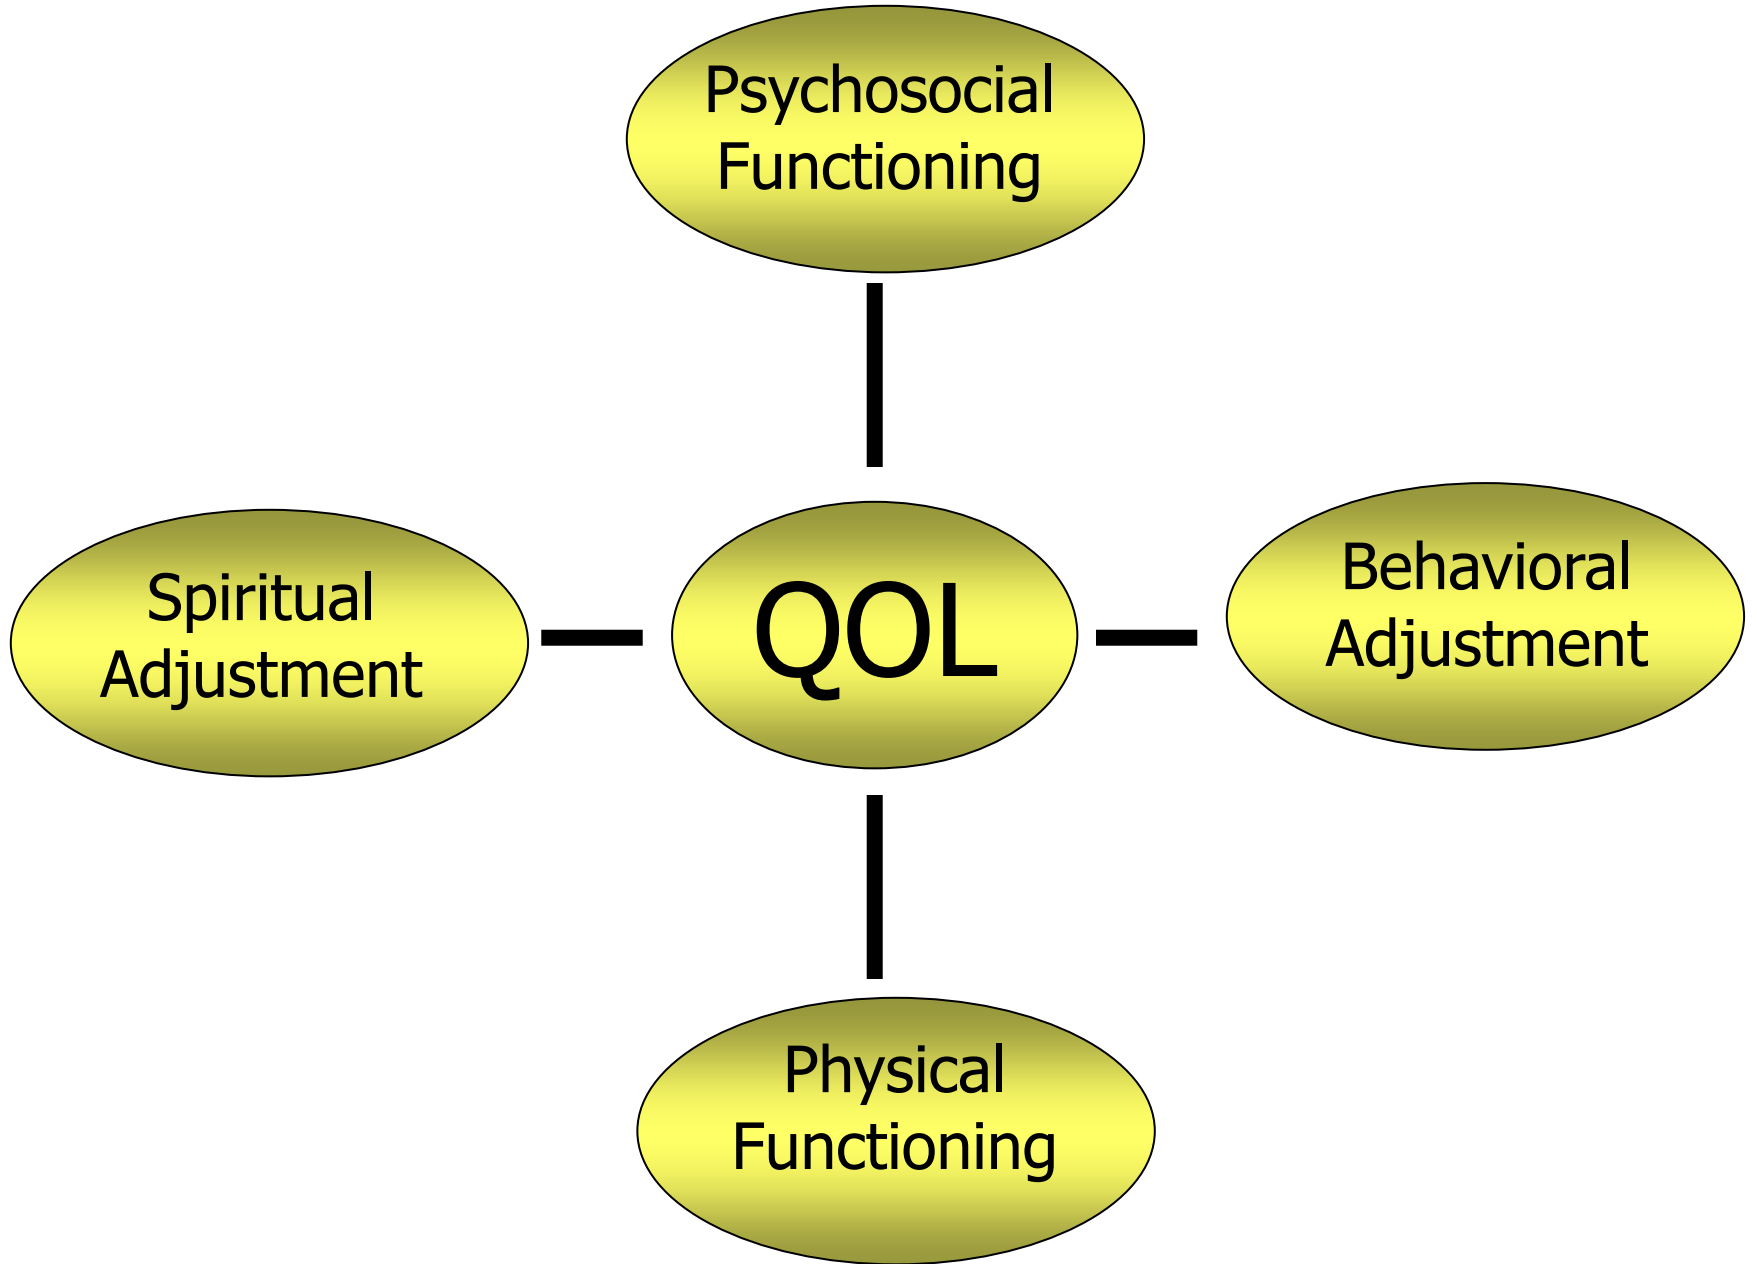 Psychosocial
Functioning
Spiritual
Adjustment
QOL
Behavioral
Adjustment
Physical
Functioning